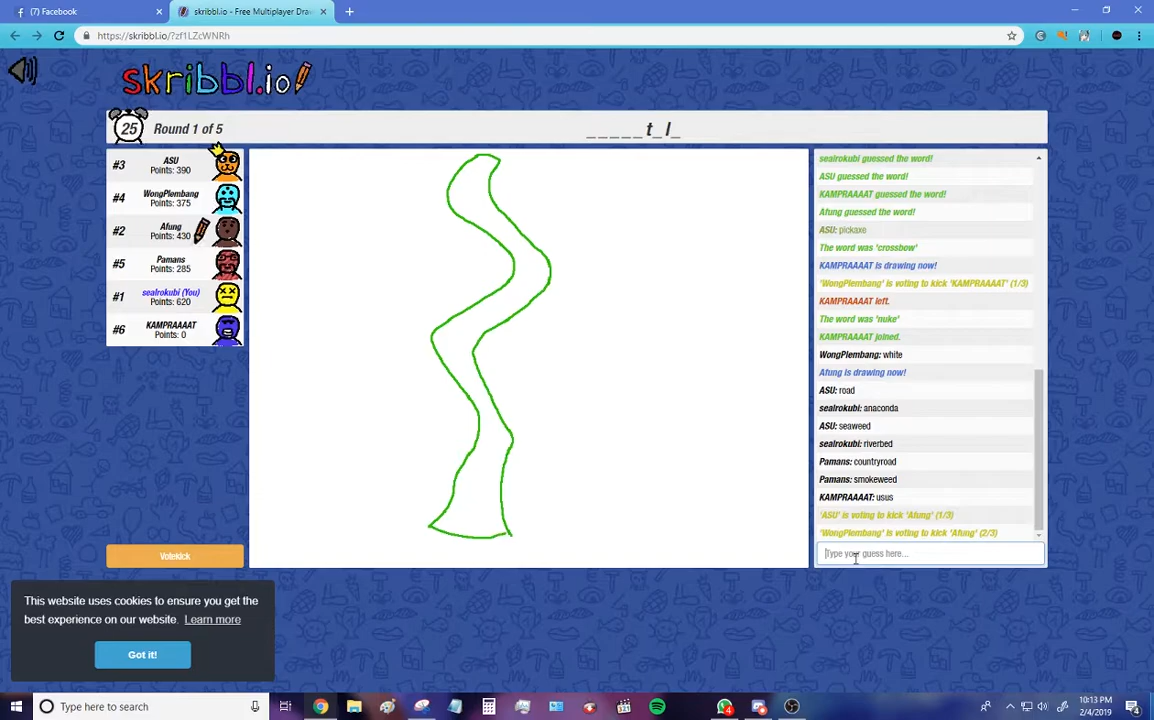 (7) Facebook
skribbl.io - Free Multiplayer Draw
https://skribbl.io/?zf1LZcWNRh
skribbl.io
25
Round 1 of 5
_ _ _ _ _ t _ l _
#3
ASU
Points: 390
#4
WongPlembang
Points: 375
#2
Afung
Points: 430
#5
Pamans
Points: 285
#1
sealrokubi (You)
Points: 620
#6
KAMPRAAAAT
Points: 0
Votekick
sealrokubi guessed the word!
ASU guessed the word!
KAMPRAAAAT guessed the word!
Afung guessed the word!
ASU: pickaxe
The word was 'crossbow'
KAMPRAAAAT is drawing now!
'WongPlembang' is voting to kick 'KAMPRAAAAT' (1/3)
KAMPRAAAAT left.
The word was 'nuke'
KAMPRAAAAT joined.
WongPlembang: white
Afung is drawing now!
ASU: road
sealrokubi: anaconda
ASU: seaweed
sealrokubi: riverbed
Pamans: countryroad
Pamans: smokeweed
KAMPRAAAAT: usus
'ASU' is voting to kick 'Afung' (1/3)
'WongPlembang' is voting to kick 'Afung' (2/3)
Type your guess here...
This website uses cookies to ensure you get the
best experience on our website. Learn more
Got it!
Type here to search
4
10:13 PM
2/4/2019